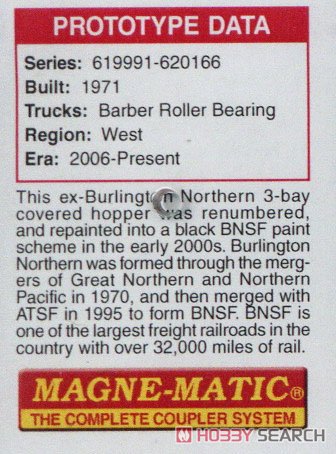 PROTOTYPE DATA
Series: 619991-620166
Built: 1971
Trucks: Barber Roller Bearing
Region: West
Era: 2006-Present
This ex-Burlington Northern 3-bay
covered hopper was renumbered,
and repainted into a black BNSF paint
scheme in the early 2000s. Burlington
Northern was formed through the merg-
ers of Great Northern and Northern
Pacific in 1970, and then merged with
ATSF in 1995 to form BNSF. BNSF is
one of the largest freight railroads in the
country with over 32,000 miles of rail.
MAGNE-MATIC®
THE COMPLETE COUPLER SYSTEM
HOBBY SEARCH